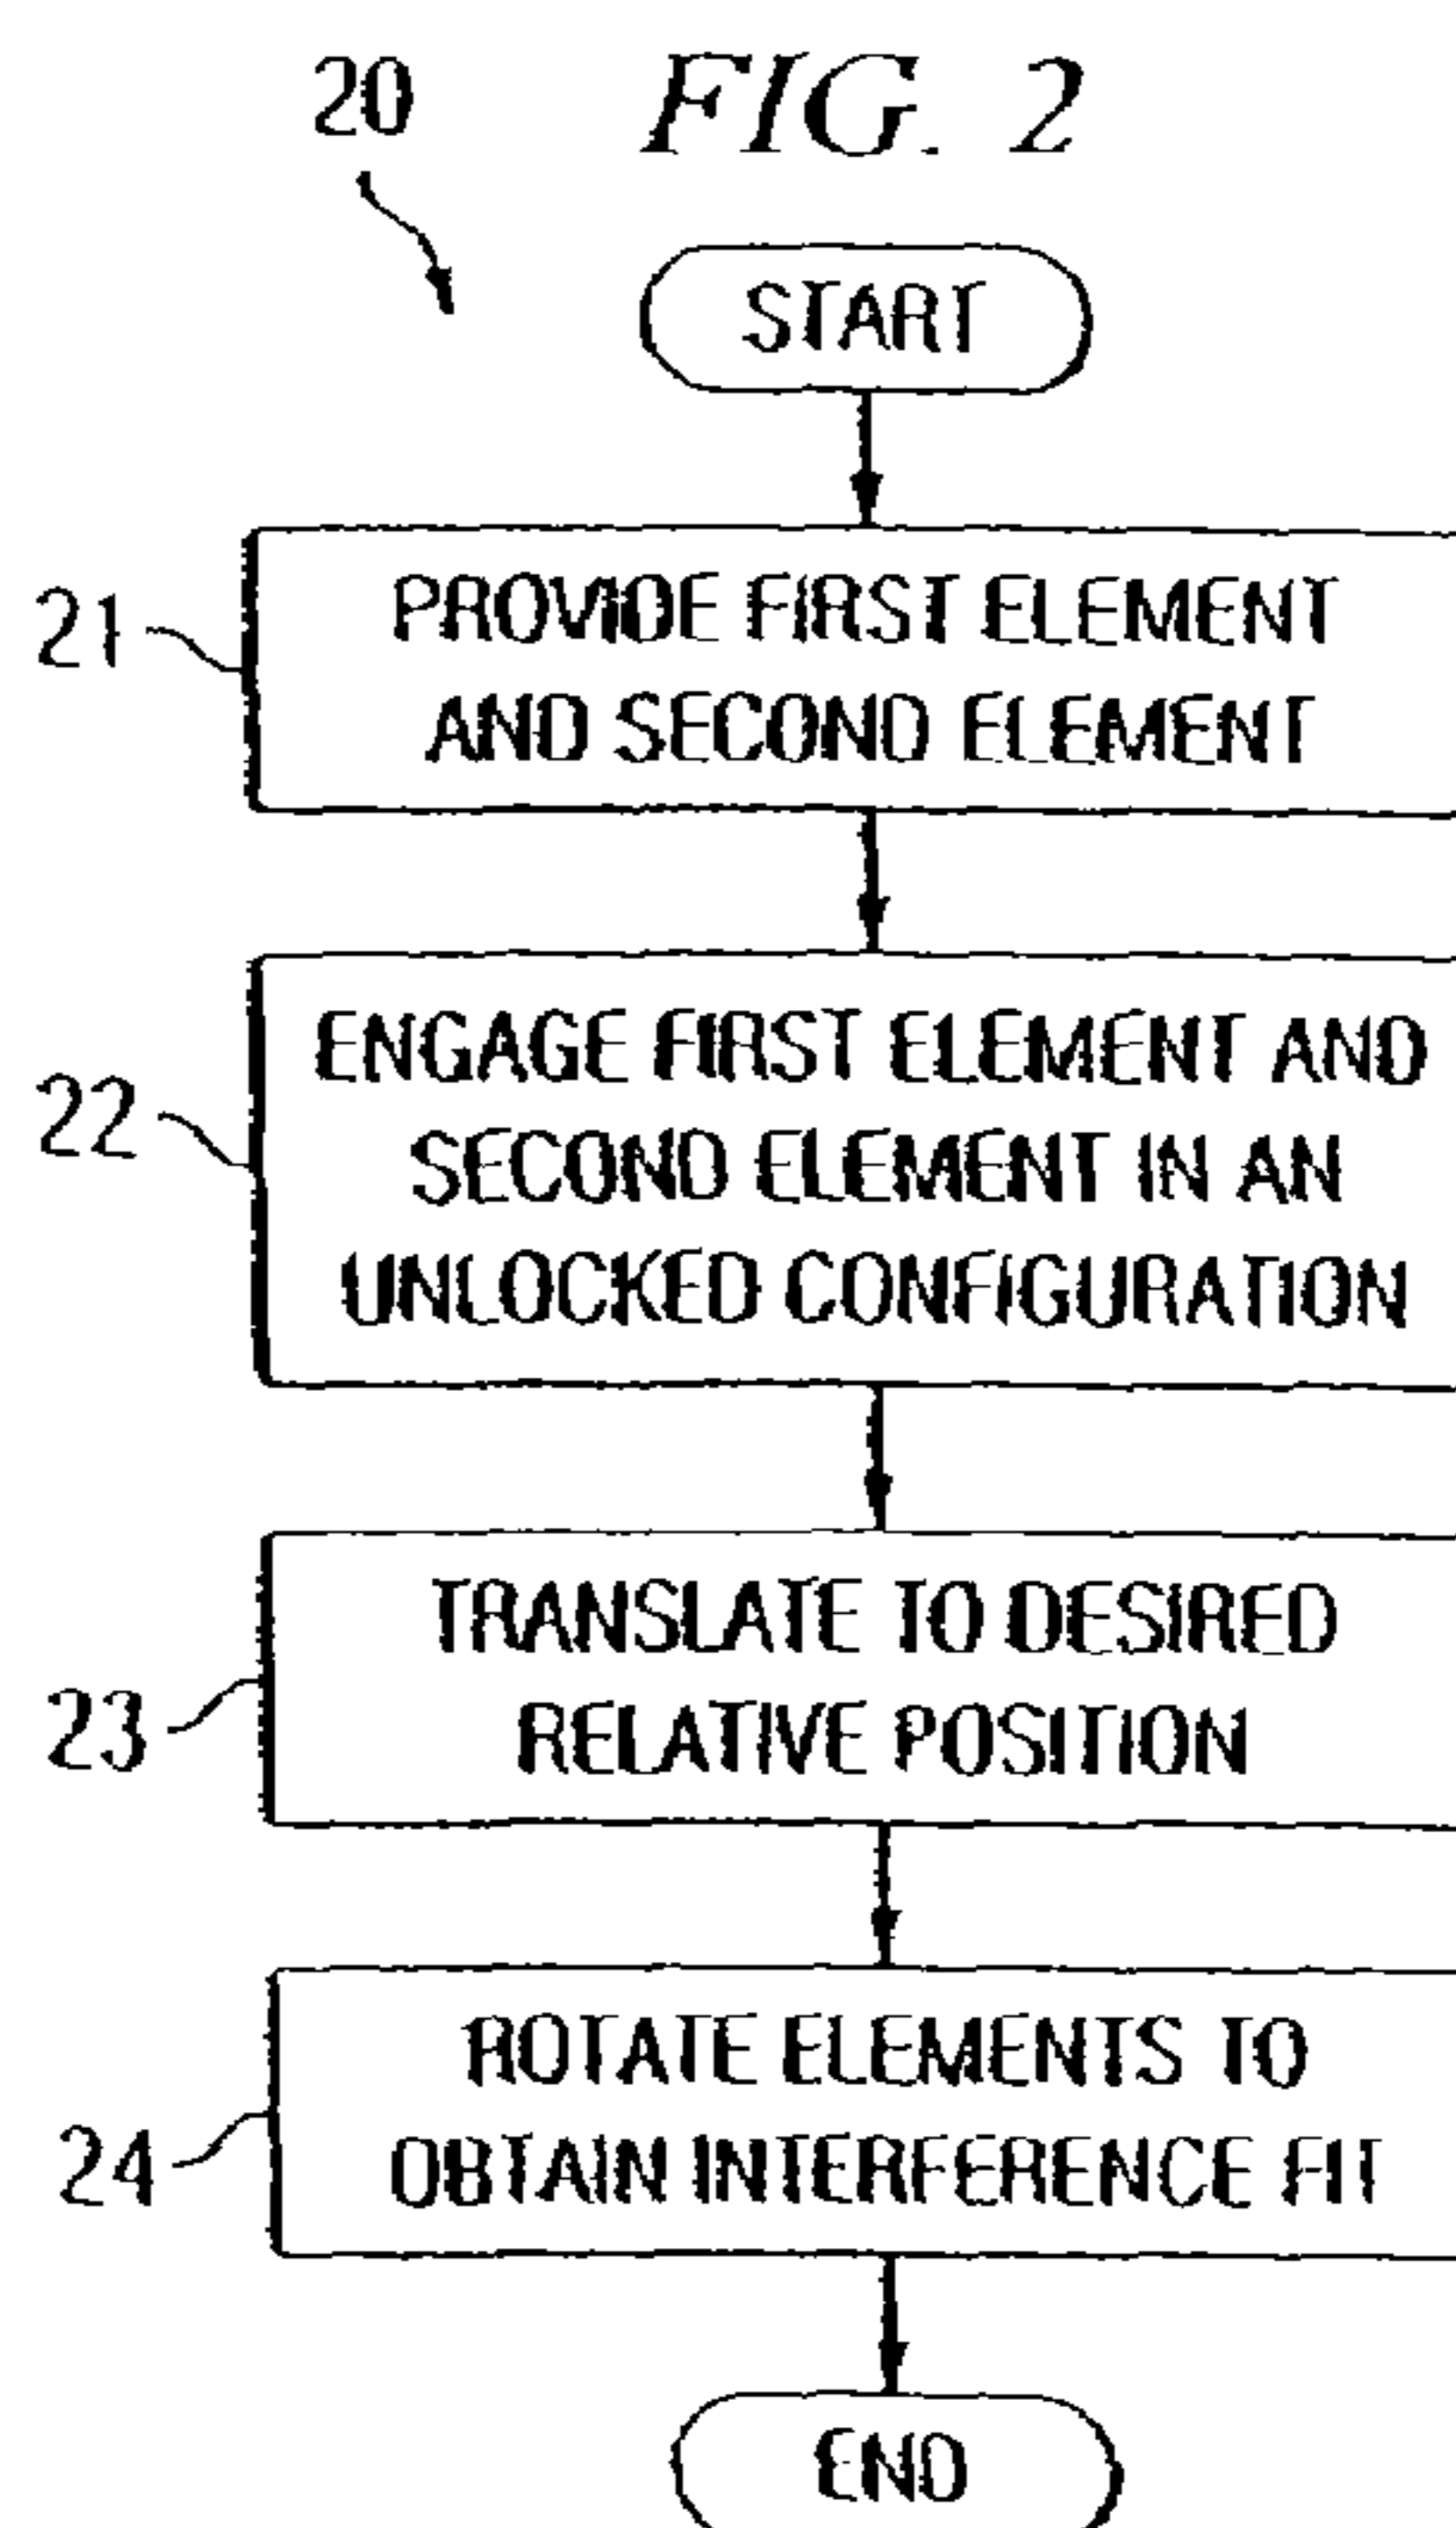 20
FIG. 2
START
21
PROVIDE FIRST ELEMENT
AND SECOND ELEMENT
22
ENGAGE FIRST ELEMENT AND
SECOND ELEMENT IN AN
UNLOCKED CONFIGURATION
23
TRANSLATE TO DESIRED
RELATIVE POSITION
24
ROTATE ELEMENTS TO
OBTAIN INTERFERENCE FIT
END